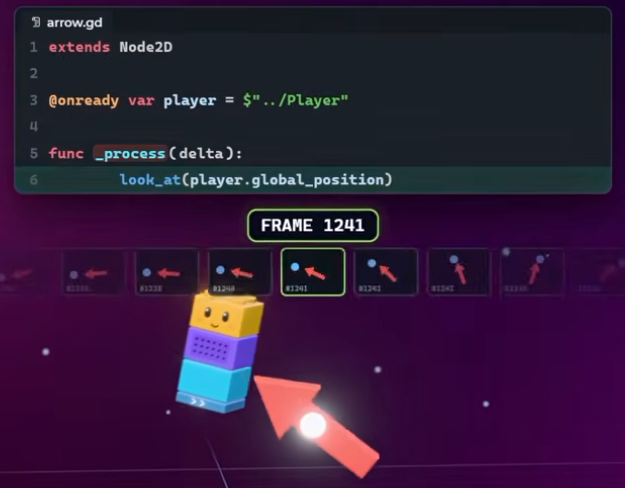 arrow.gd
1 extends Node2D
2
3 @onready var player = $"../Player"
4
5 func _process(delta):
6 look_at(player.global_position)
FRAME 1241
01241